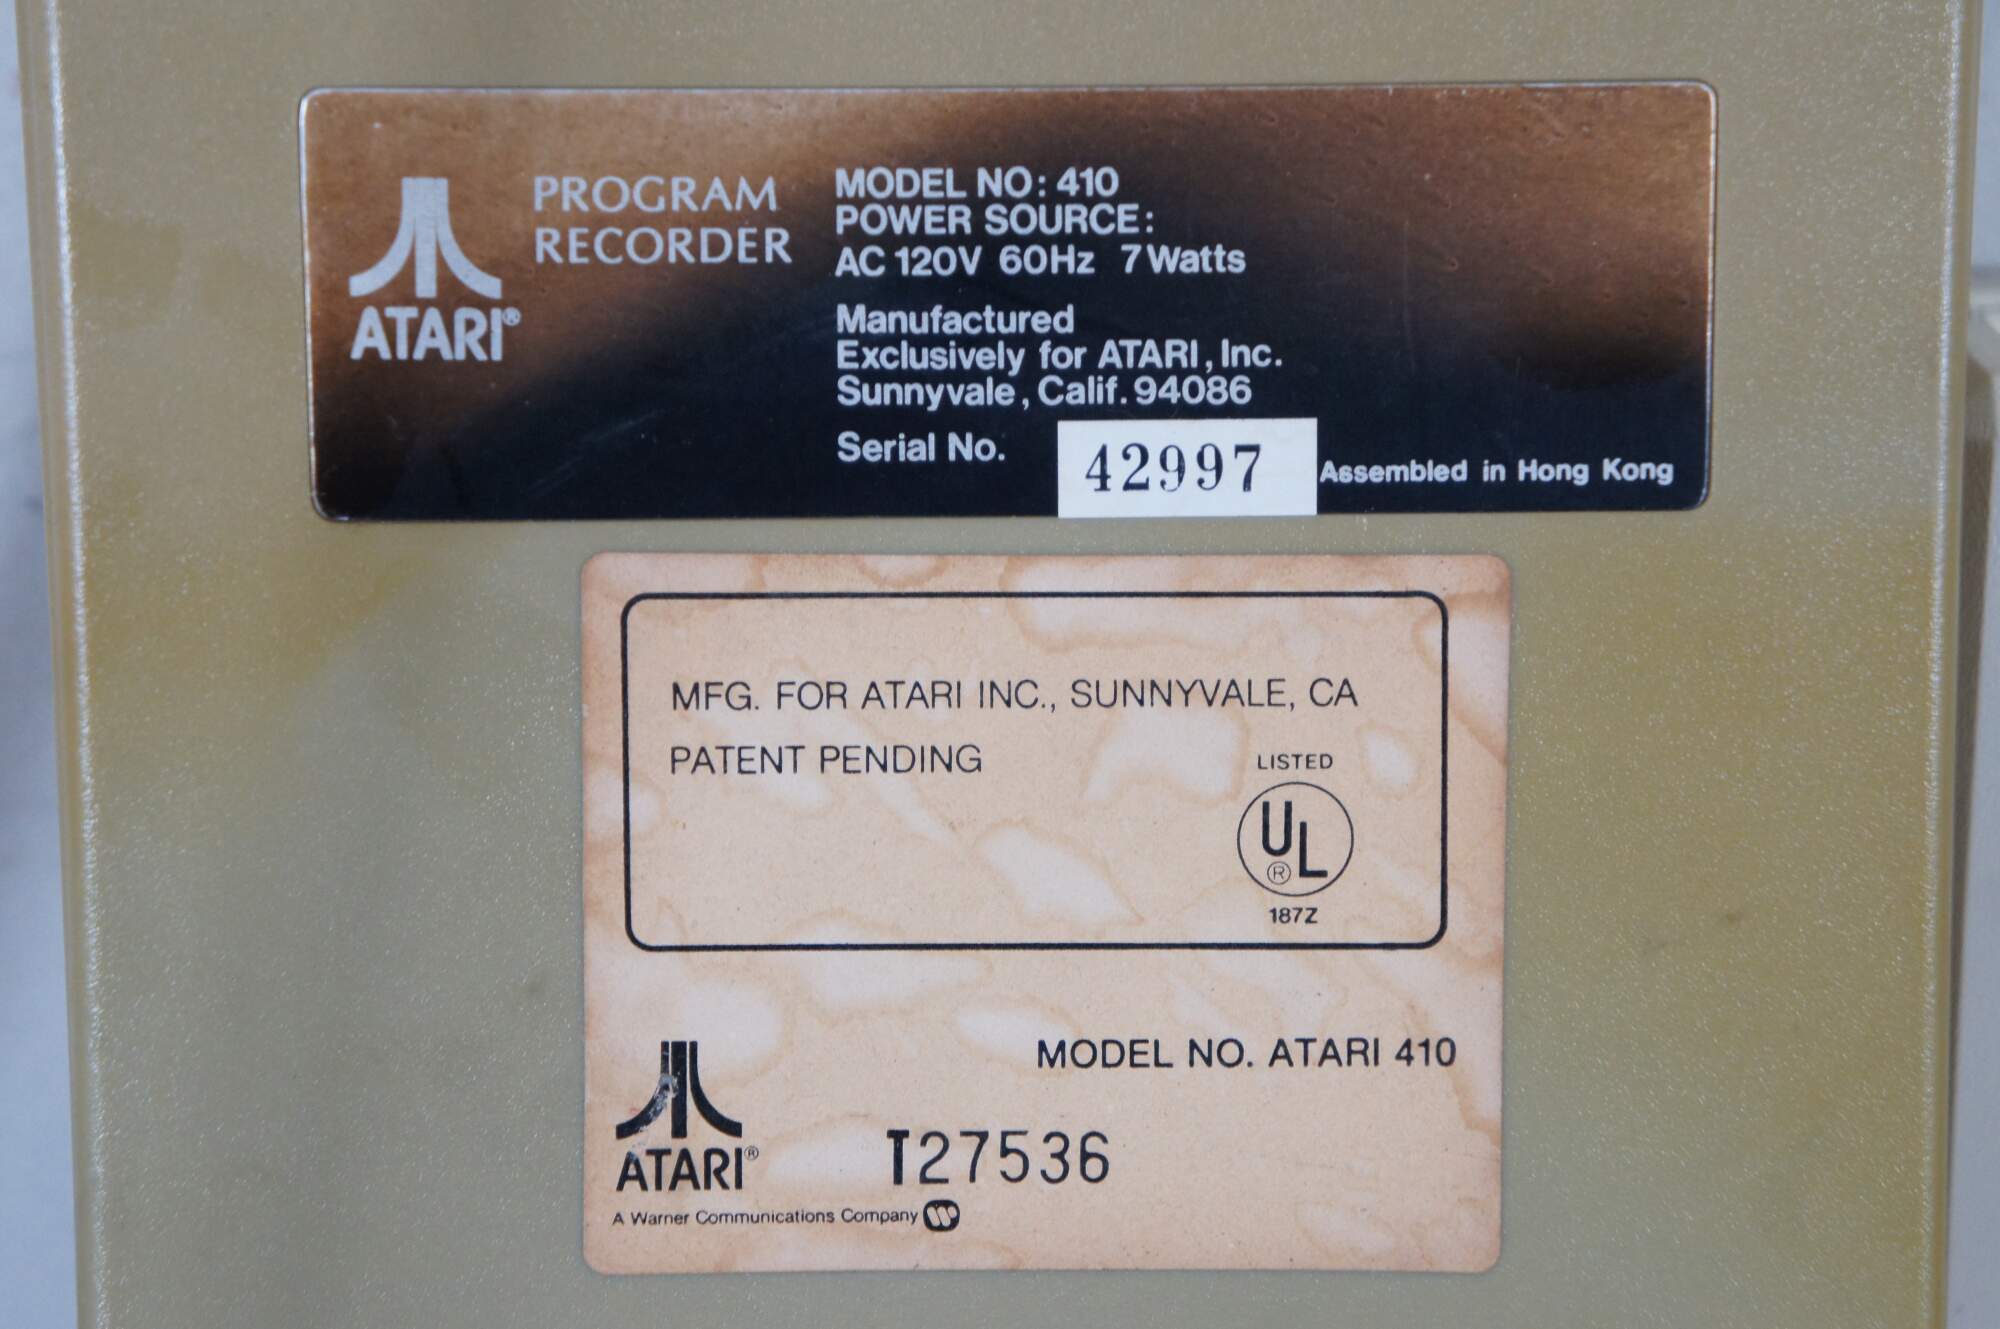 PROGRAM
RECORDER
ATARI®
MODEL NO: 410
POWER SOURCE:
AC 120V 60Hz 7 Watts
Manufactured
Exclusively for ATARI, Inc.
Sunnyvale, Calif. 94086
Serial No. 42997 Assembled in Hong Kong
MFG. FOR ATARI INC., SUNNYVALE, CA
PATENT PENDING
LISTED
UL
®
187Z
MODEL NO. ATARI 410
ATARI®
T27536
A Warner Communications Company